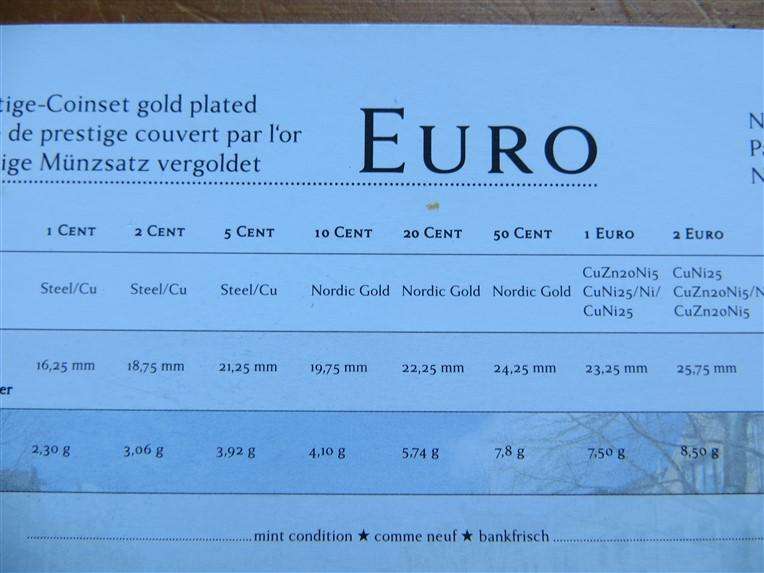 tige-Coinset gold plated
de prestige couvert par l'or
ige Münzsatz vergoldet
EURO
N
Pa
N
1 CENT 2 CENT 5 CENT 10 CENT 20 CENT 50 CENT 1 EURO 2 EURO
Steel/Cu Steel/Cu Steel/Cu Nordic Gold Nordic Gold Nordic Gold CuZn20Ni5 CuNi25/Ni/ CuNi25 CuNi25 CuZn20Ni5/N CuZn20Ni5
16,25 mm 18,75 mm 21,25 mm 19,75 mm 22,25 mm 24,25 mm 23,25 mm 25,75 mm
er
2,30 g 3,06 g 3,92 g 4,10 g 5,74 g 7,8 g 7,50 g 8,50 g
mint condition ★ comme neuf ★ bankfrisch